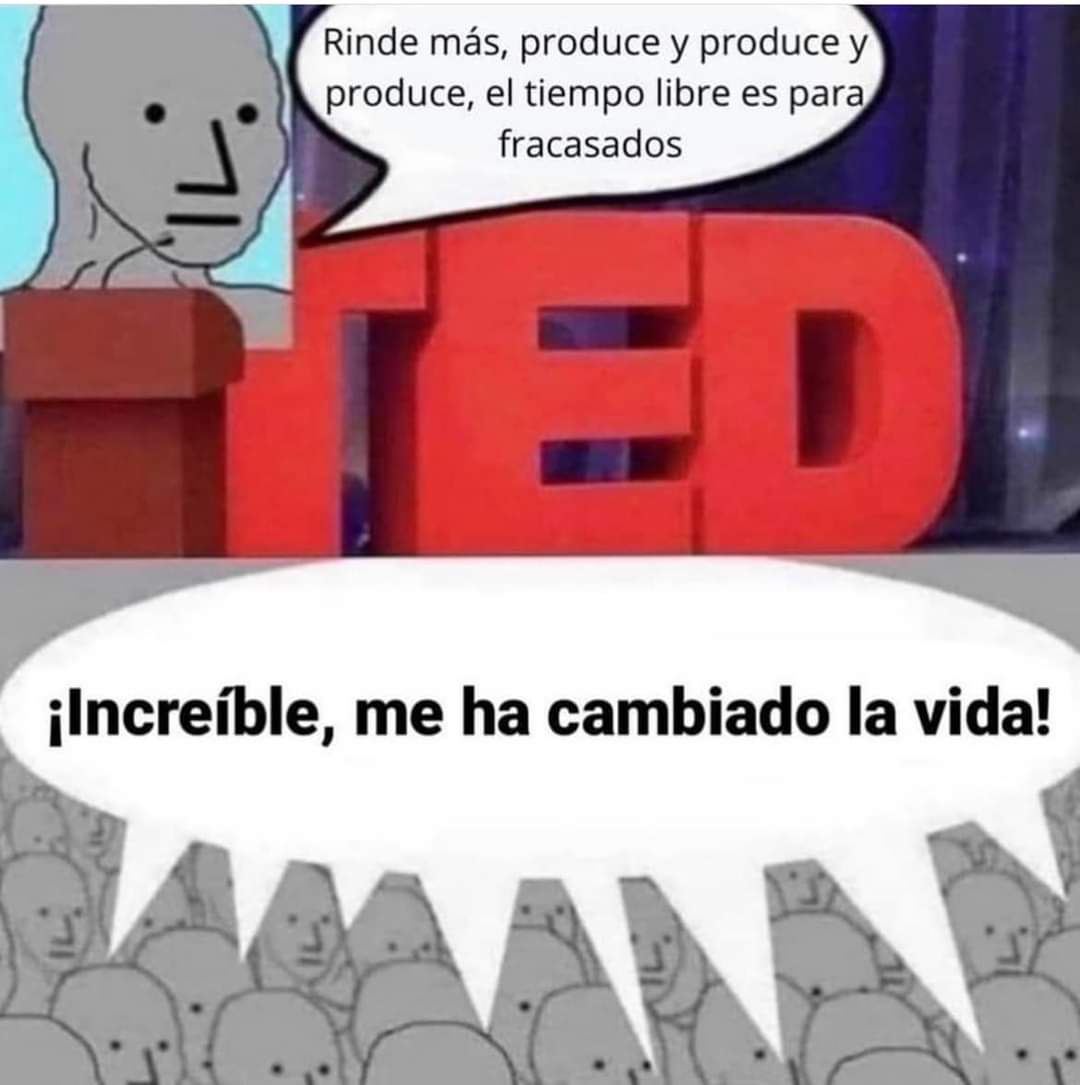 Rinde más, produce y produce y
produce, el tiempo libre es para
fracasados
TED
¡Increíble, me ha cambiado la vida!